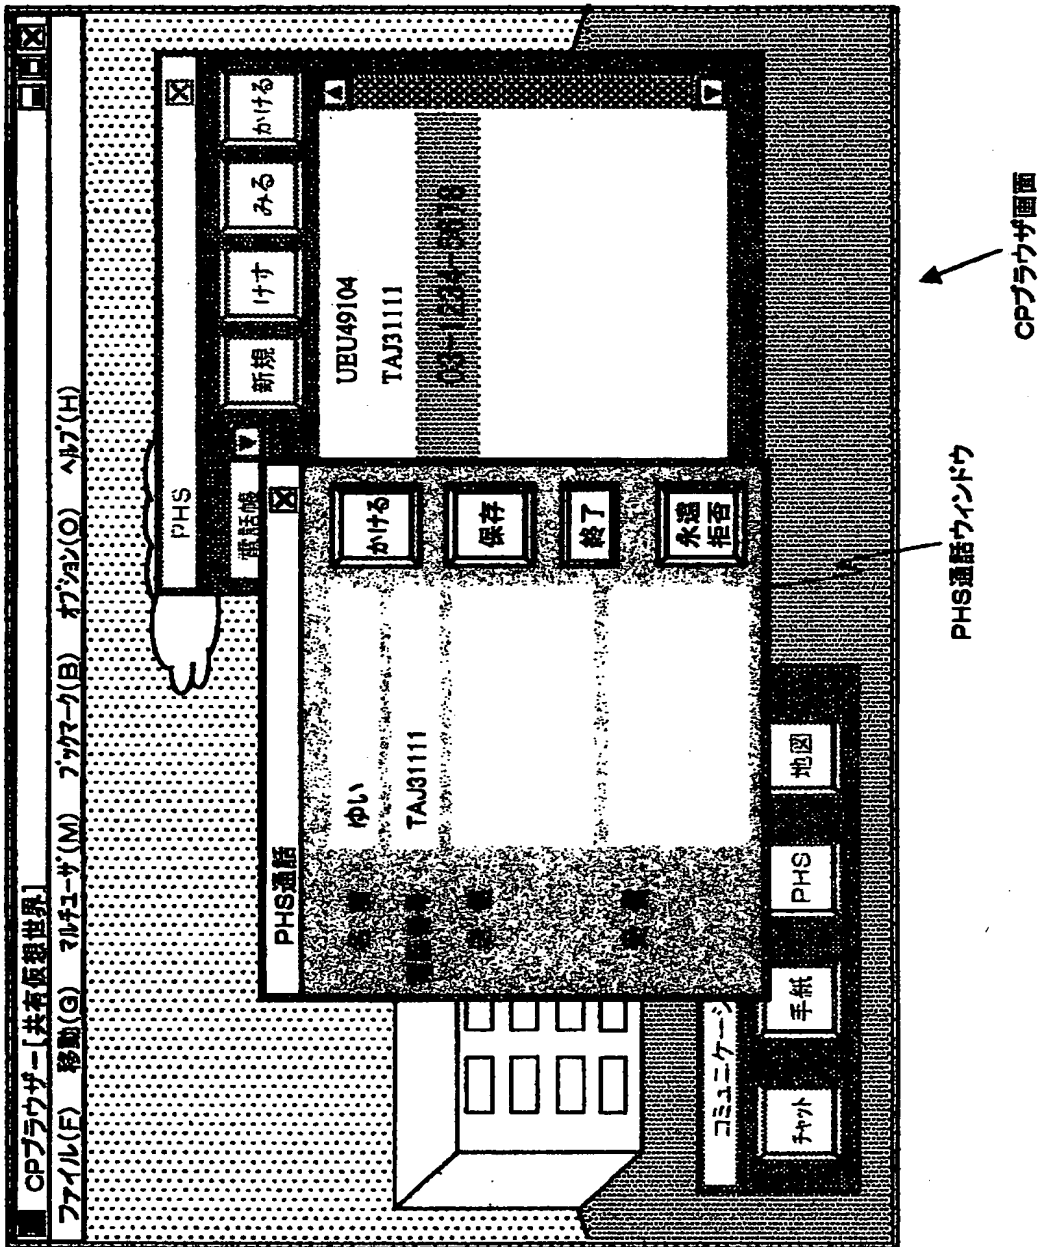 CPブラウザー[共有仮想世界]
ファイル(F) 移動(G) マルチユーザ(M) ブックマーク(B) オプション(O) ヘルプ(H)
PHS
電話帳
新規 けす みる かける
UEU49104
TAJ31111
PHS通話
ゆい
TAJ31111
かける
保存
終了
永遠
拒否
コミュニケーシ
チャット 手紙 PHS 地図
PHS通話ウィンドウ
CPブラウザ画面